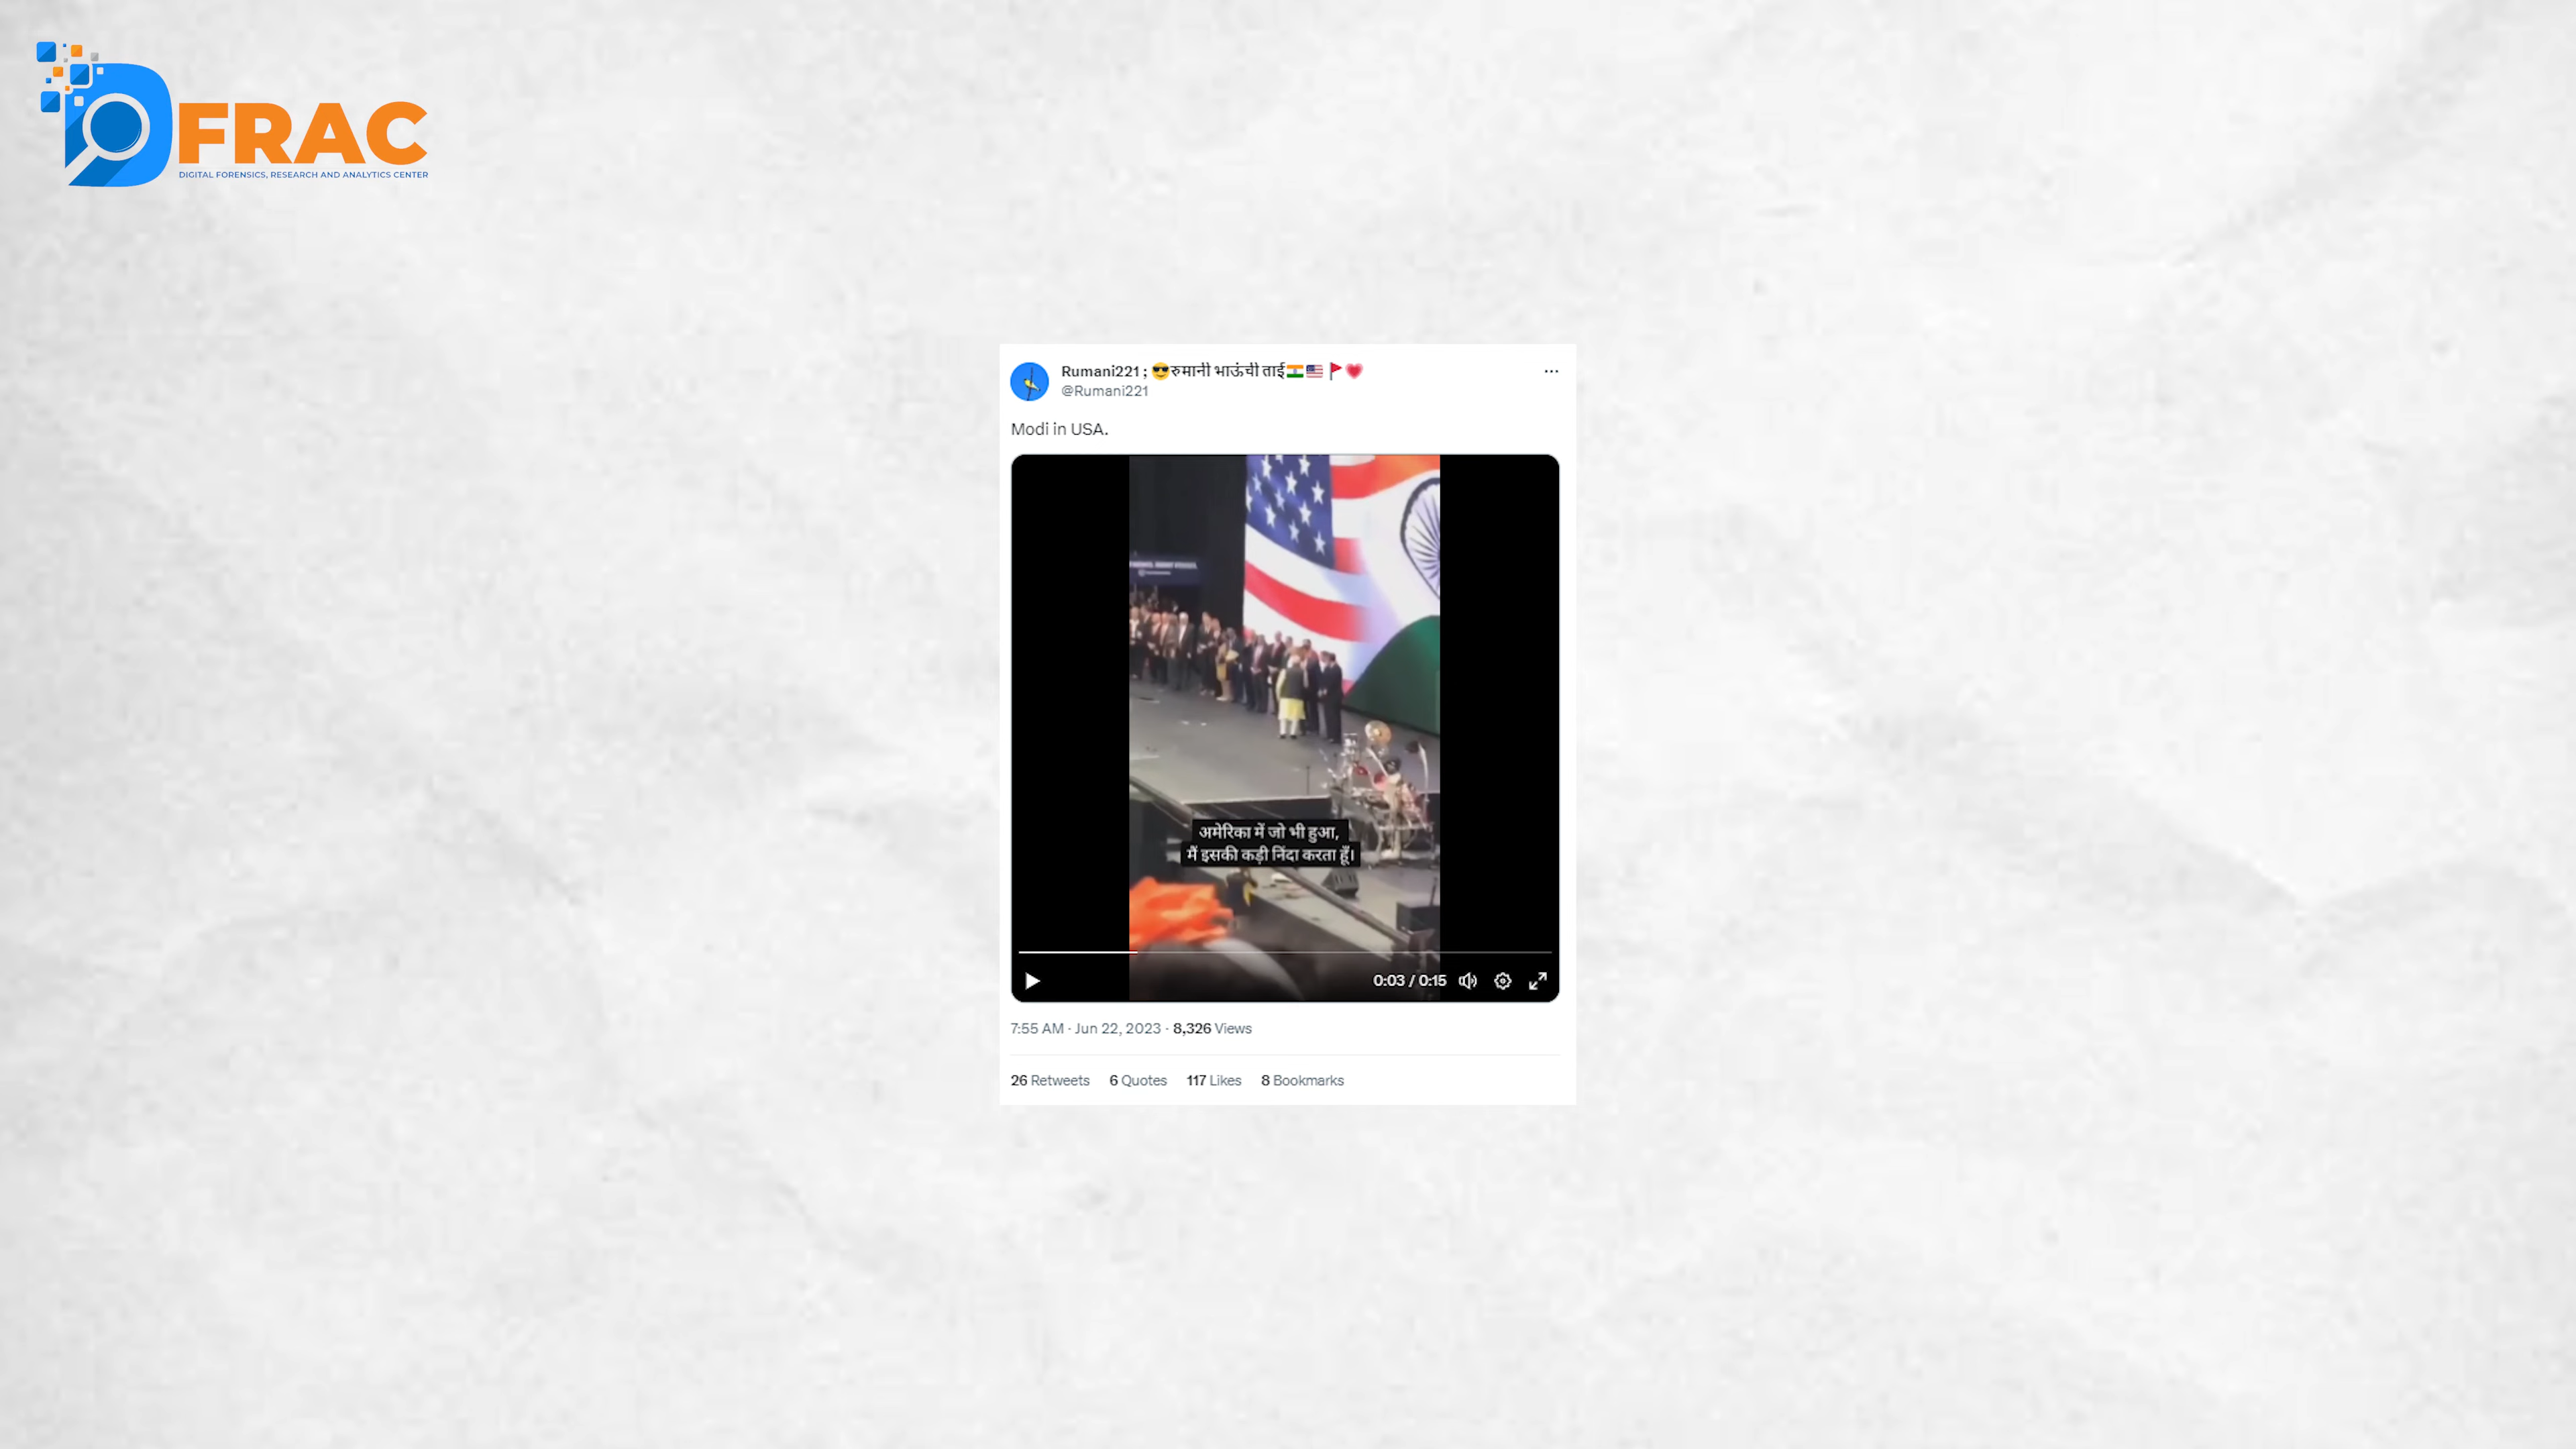 DFRAC
DIGITAL FORENSICS, RESEARCH AND ANALYTICS CENTER
Rumani221 ; 😎रुमानी भाऊंची ताई🇮🇳🇺🇸🚩💗
@Rumani221
Modi in USA.
अमेरिका में जो भी हुआ,
मैं इसकी कड़ी निंदा करता हूँ।
0:03 / 0:15
7:55 AM · Jun 22, 2023 · 8,326 Views
26 Retweets 6 Quotes 117 Likes 8 Bookmarks